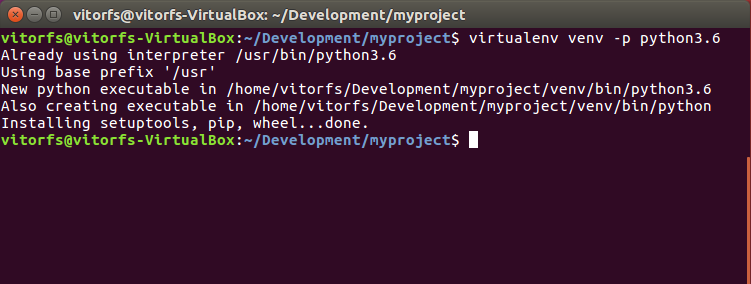 vitorfs@vitorfs-VirtualBox: ~/Development/myproject
vitorfs@vitorfs-VirtualBox:~/Development/myproject$ virtualenv venv -p python3.6
Already using interpreter /usr/bin/python3.6
Using base prefix '/usr'
New python executable in /home/vitorfs/Development/myproject/venv/bin/python3.6
Also creating executable in /home/vitorfs/Development/myproject/venv/bin/python
Installing setuptools, pip, wheel...done.
vitorfs@vitorfs-VirtualBox:~/Development/myproject$